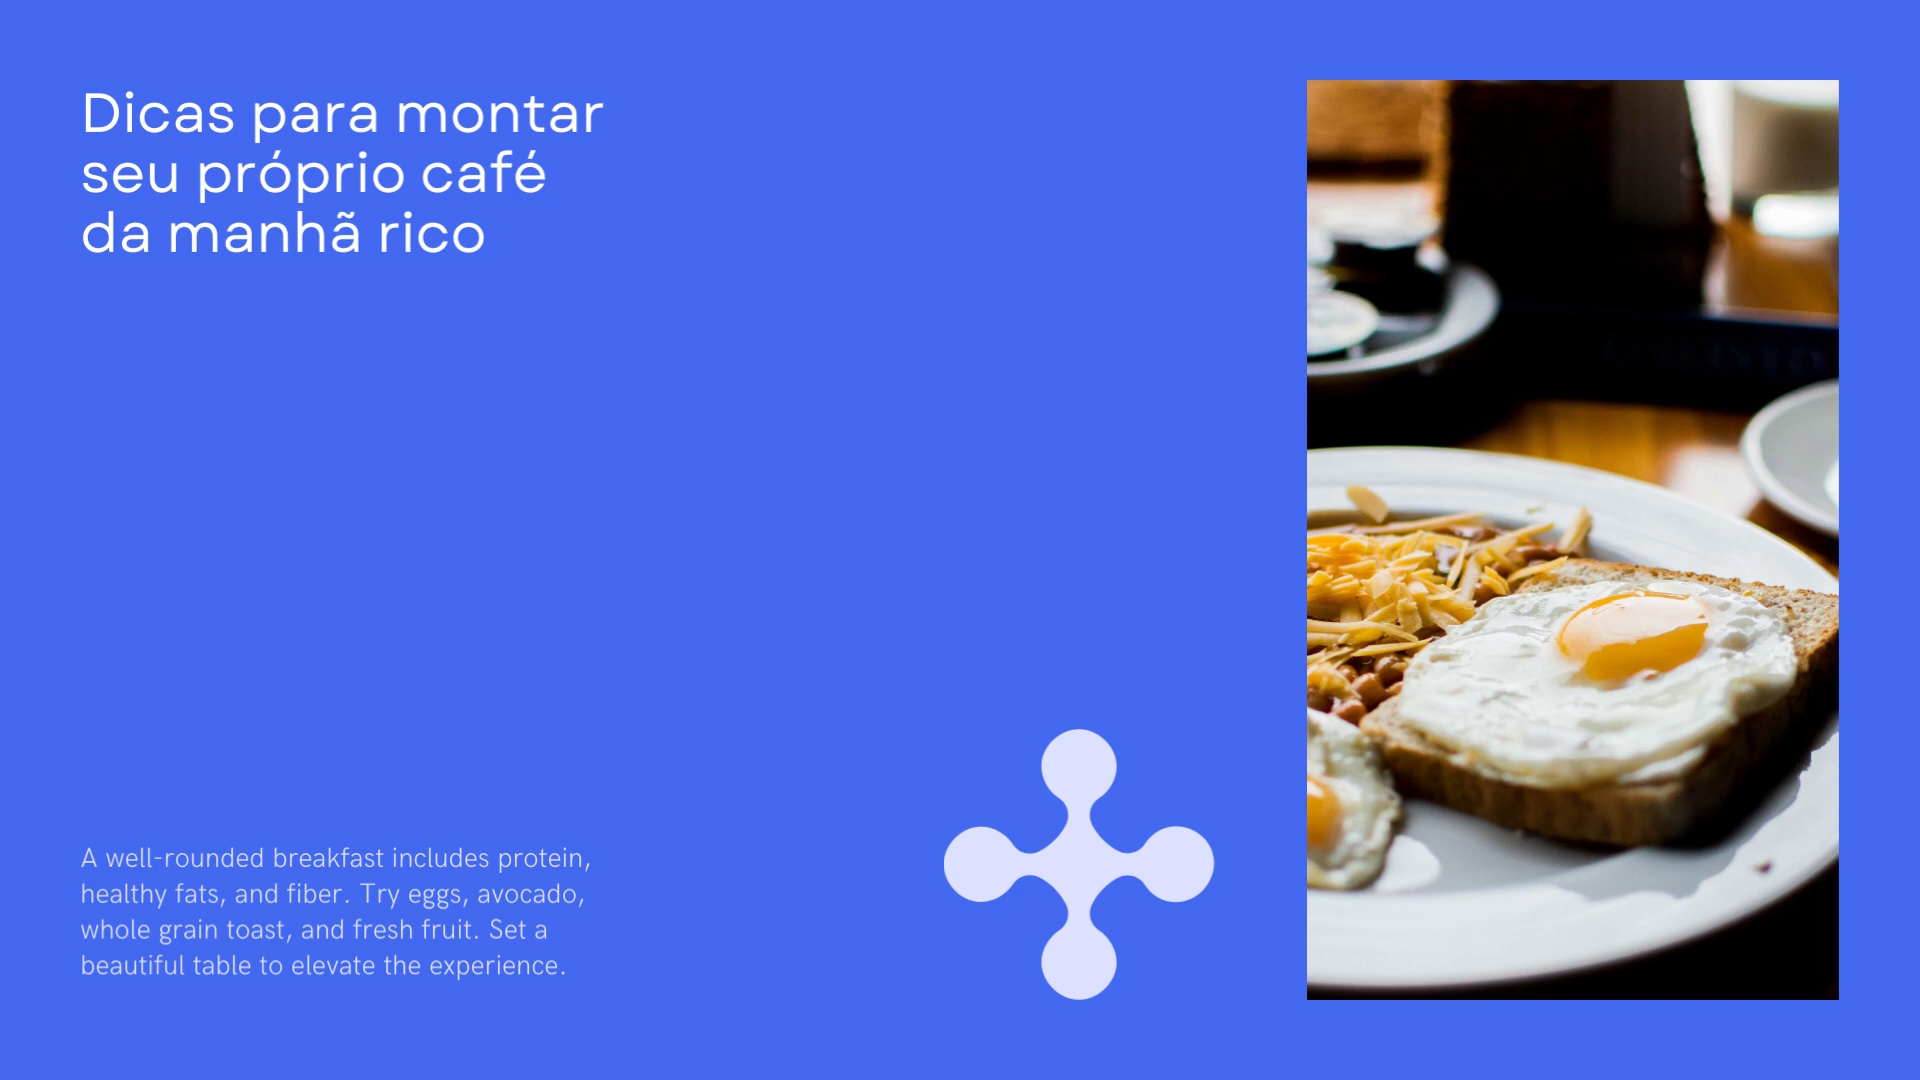 Dicas para montar
seu próprio café
da manhã rico
A well-rounded breakfast includes protein,
healthy fats, and fiber. Try eggs, avocado,
whole grain toast, and fresh fruit. Set a
beautiful table to elevate the experience.